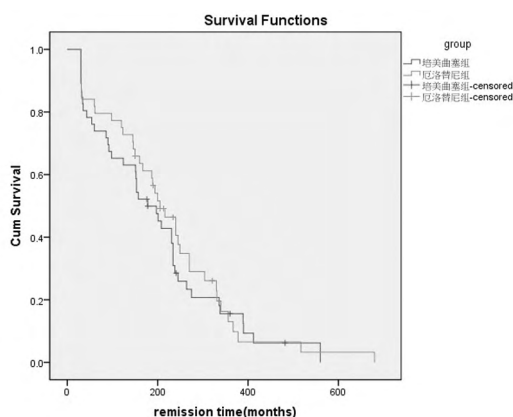 Survival Functions
group
培美曲塞组
厄洛替尼组
培美曲塞组-censored
厄洛替尼组-censored
Cum Survival
1.0
0.8
0.6
0.4
0.2
0.0
0 200 400 600
remission time(months)